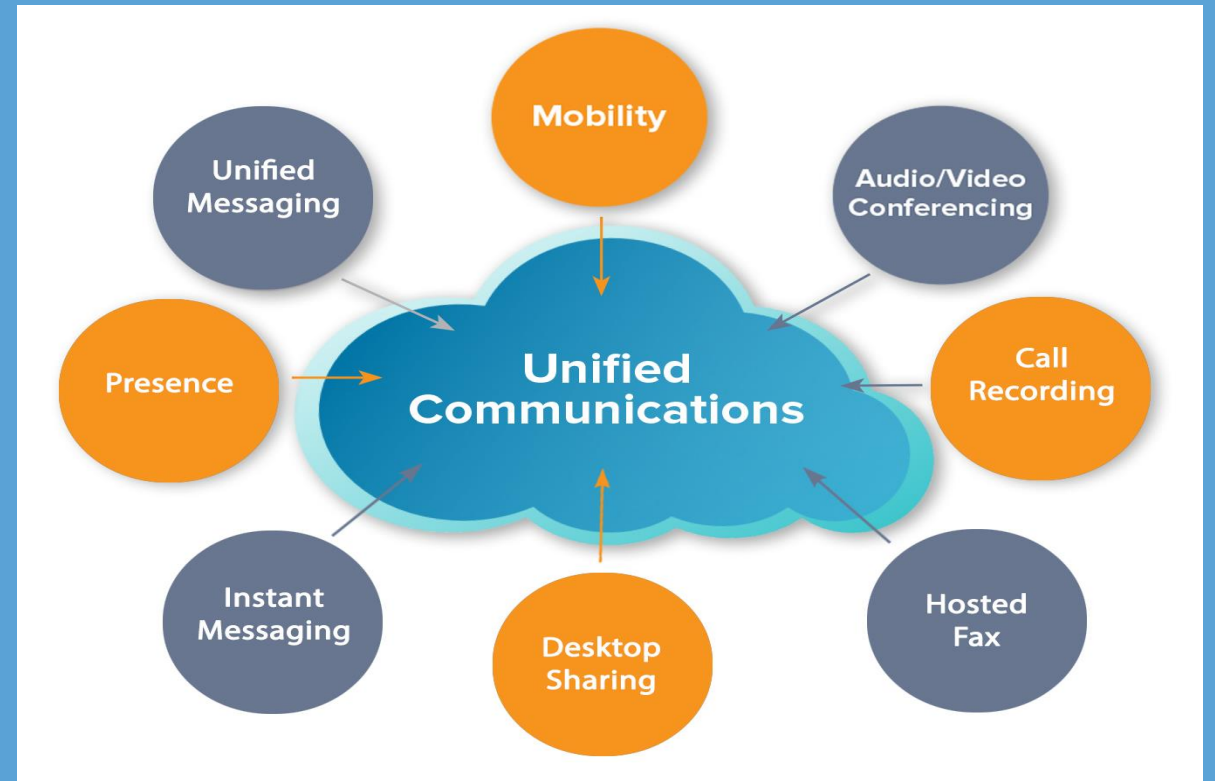 Mobility
Unified
Messaging
Audio/Video
Conferencing
Unified
Communications
Presence
Call
Recording
Instant
Messaging
Desktop
Sharing
Hosted
Fax